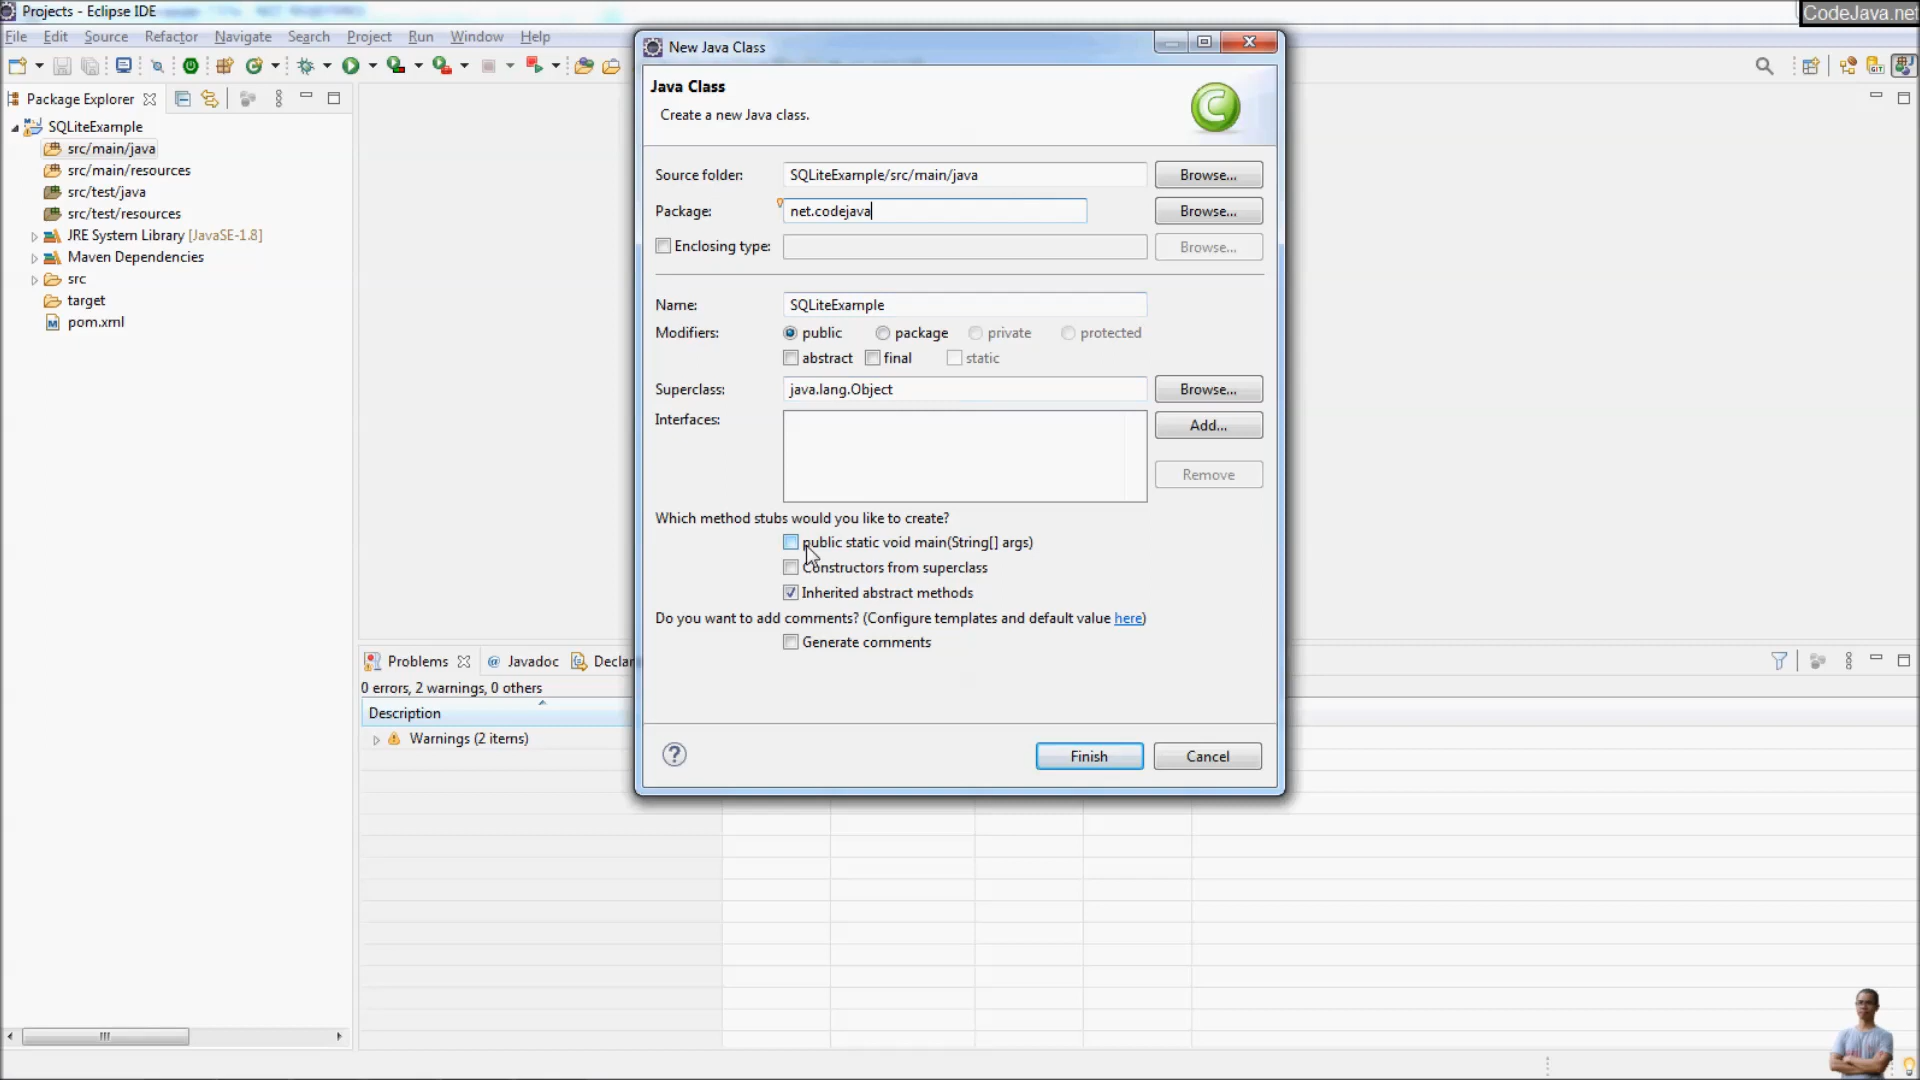 Projects - Eclipse IDE
CodeJava.net
File Edit Source Refactor Navigate Search Project Run Window Help
Package Explorer
SQLiteExample
src/main/java
src/main/resources
src/test/java
src/test/resources
JRE System Library [JavaSE-1.8]
Maven Dependencies
src
target
pom.xml
New Java Class
Java Class
Create a new Java class.
Source folder: SQLiteExample/src/main/java Browse...
Package: net.codejava Browse...
Enclosing type: Browse...
Name: SQLiteExample
Modifiers: public package private protected
abstract final static
Superclass: java.lang.Object Browse...
Interfaces: Add...
Remove
Which method stubs would you like to create?
public static void main(String[] args)
Constructors from superclass
Inherited abstract methods
Do you want to add comments? (Configure templates and default value here)
Generate comments
Finish Cancel
Problems @ Javadoc Declar
0 errors, 2 warnings, 0 others
Description
Warnings (2 items)